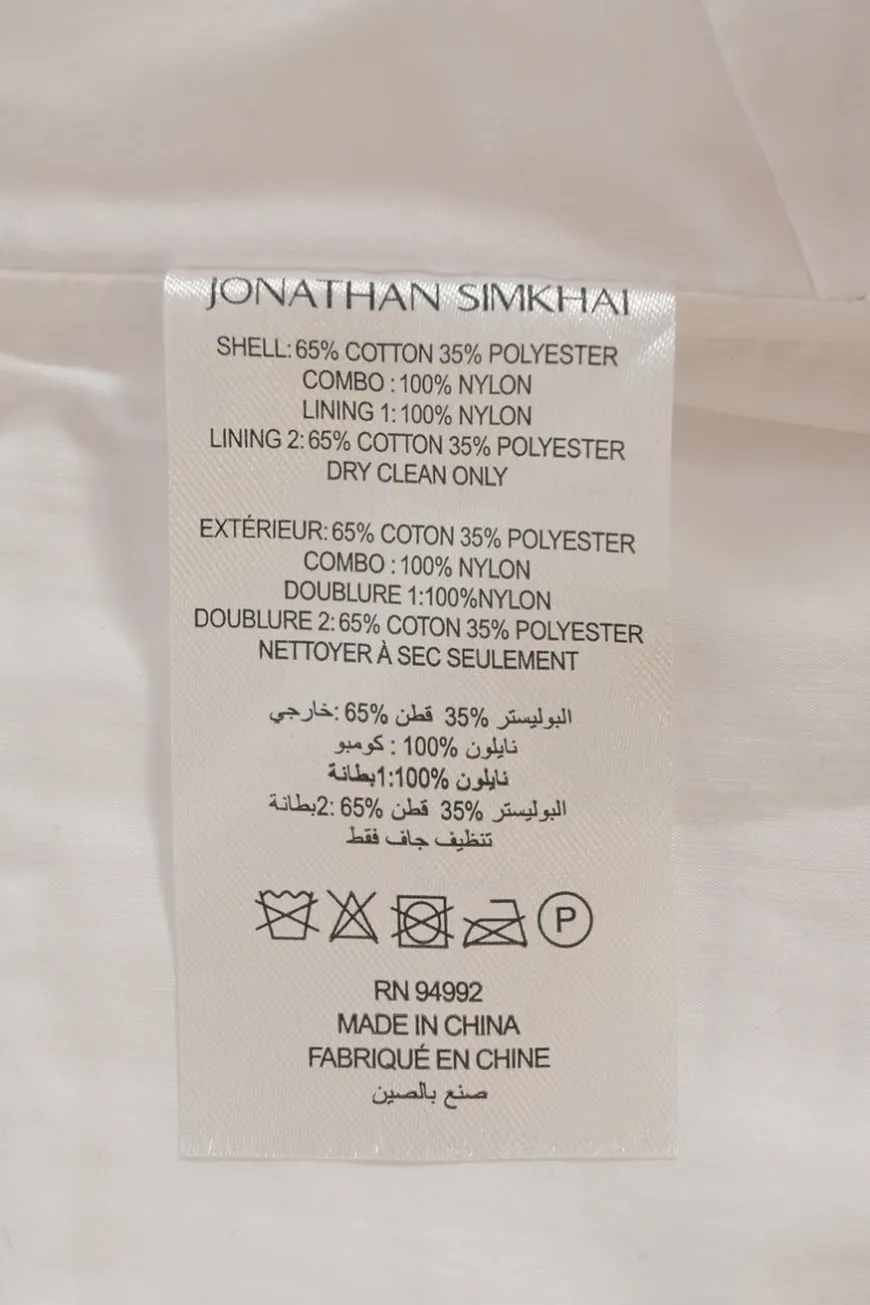 JONATHAN SIMKHAI
SHELL: 65% COTTON 35% POLYESTER
COMBO : 100% NYLON
LINING 1: 100% NYLON
LINING 2: 65% COTTON 35% POLYESTER
DRY CLEAN ONLY
EXTÉRIEUR: 65% COTON 35% POLYESTER
COMBO : 100% NYLON
DOUBLURE 1:100%NYLON
DOUBLURE 2: 65% COTON 35% POLYESTER
NETTOYER À SEC SEULEMENT
البوليستر 35% قطن 65% :خارجي
نايلون 100% : كومبو
نايلون 100%:1بطانة
البوليستر 35% قطن 65% :2بطانة
تنظيف جاف فقط
P
RN 94992
MADE IN CHINA
FABRIQUÉ EN CHINE
صنع بالصين